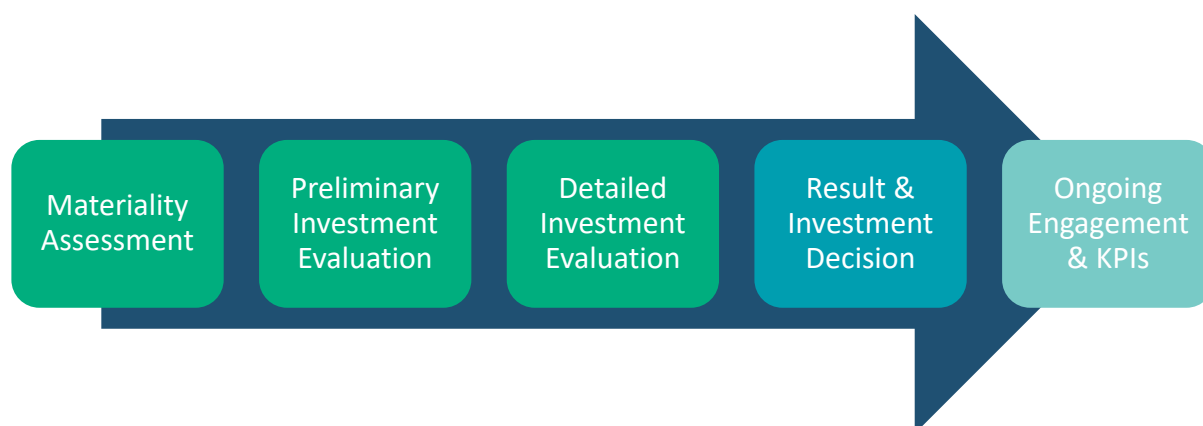 Materiality
Assessment
Preliminary
Investment
Evaluation
Detailed
Investment
Evaluation
Result &
Investment
Decision
Ongoing
Engagement
& KPIs